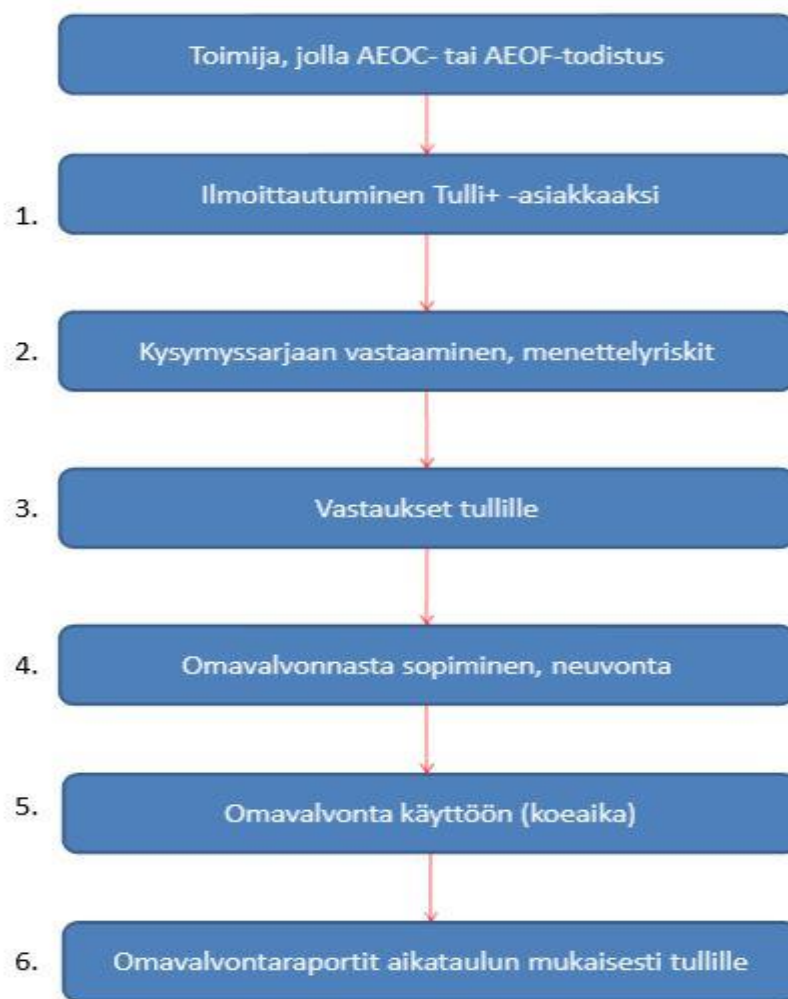 Toimija, jolla AEOC- tai AEOF-todistus
1. Ilmoittautuminen Tulli+ -asiakkaaksi
2. Kysymyssarjaan vastaaminen, menettelyriskit
3. Vastaukset tullille
4. Omavalvonnasta sopiminen, neuvonta
5. Omavalvonta käyttöön (koeaika)
6. Omavalvontaraportit aikataulun mukaisesti tullille